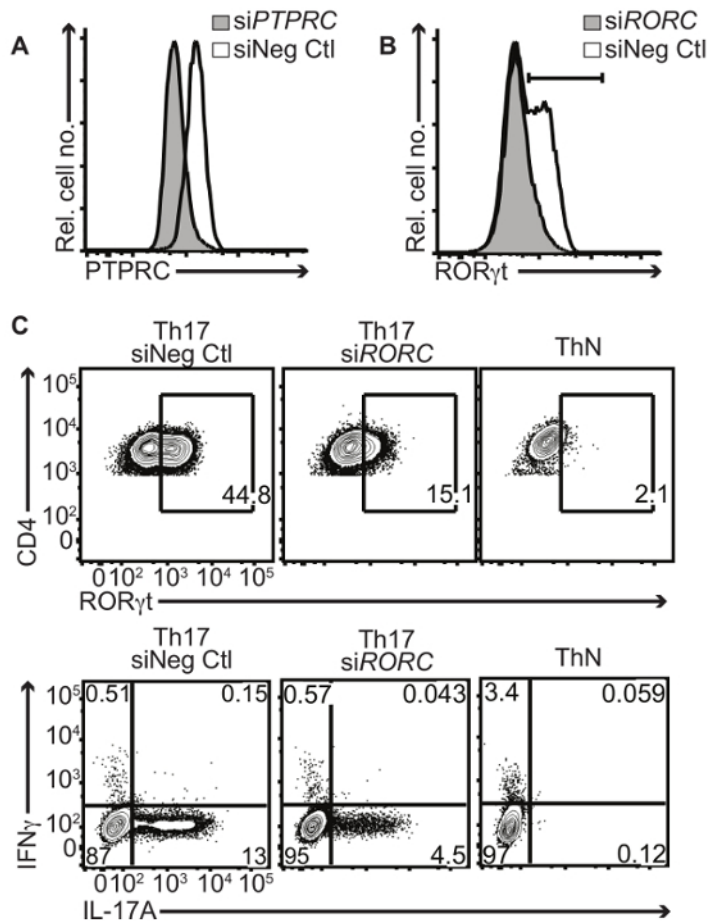 A
siPTPRC
siNeg Ctl
Rel. cell no.
PTPRC
B
siRORC
siNeg Ctl
Rel. cell no.
RORγt
C
Th17
siNeg Ctl
Th17
siRORC
ThN
CD4
10⁵
10⁴
10³
10²
0
44.8
15.1
2.1
0 10² 10³ 10⁴ 10⁵
RORγt
Th17
siNeg Ctl
Th17
siRORC
ThN
IFNγ
10⁵
10⁴
10³
10²
0
0.51 0.15
87 13
0.57 0.043
95 4.5
3.4 0.059
97 0.12
0 10² 10³ 10⁴ 10⁵
IL-17A